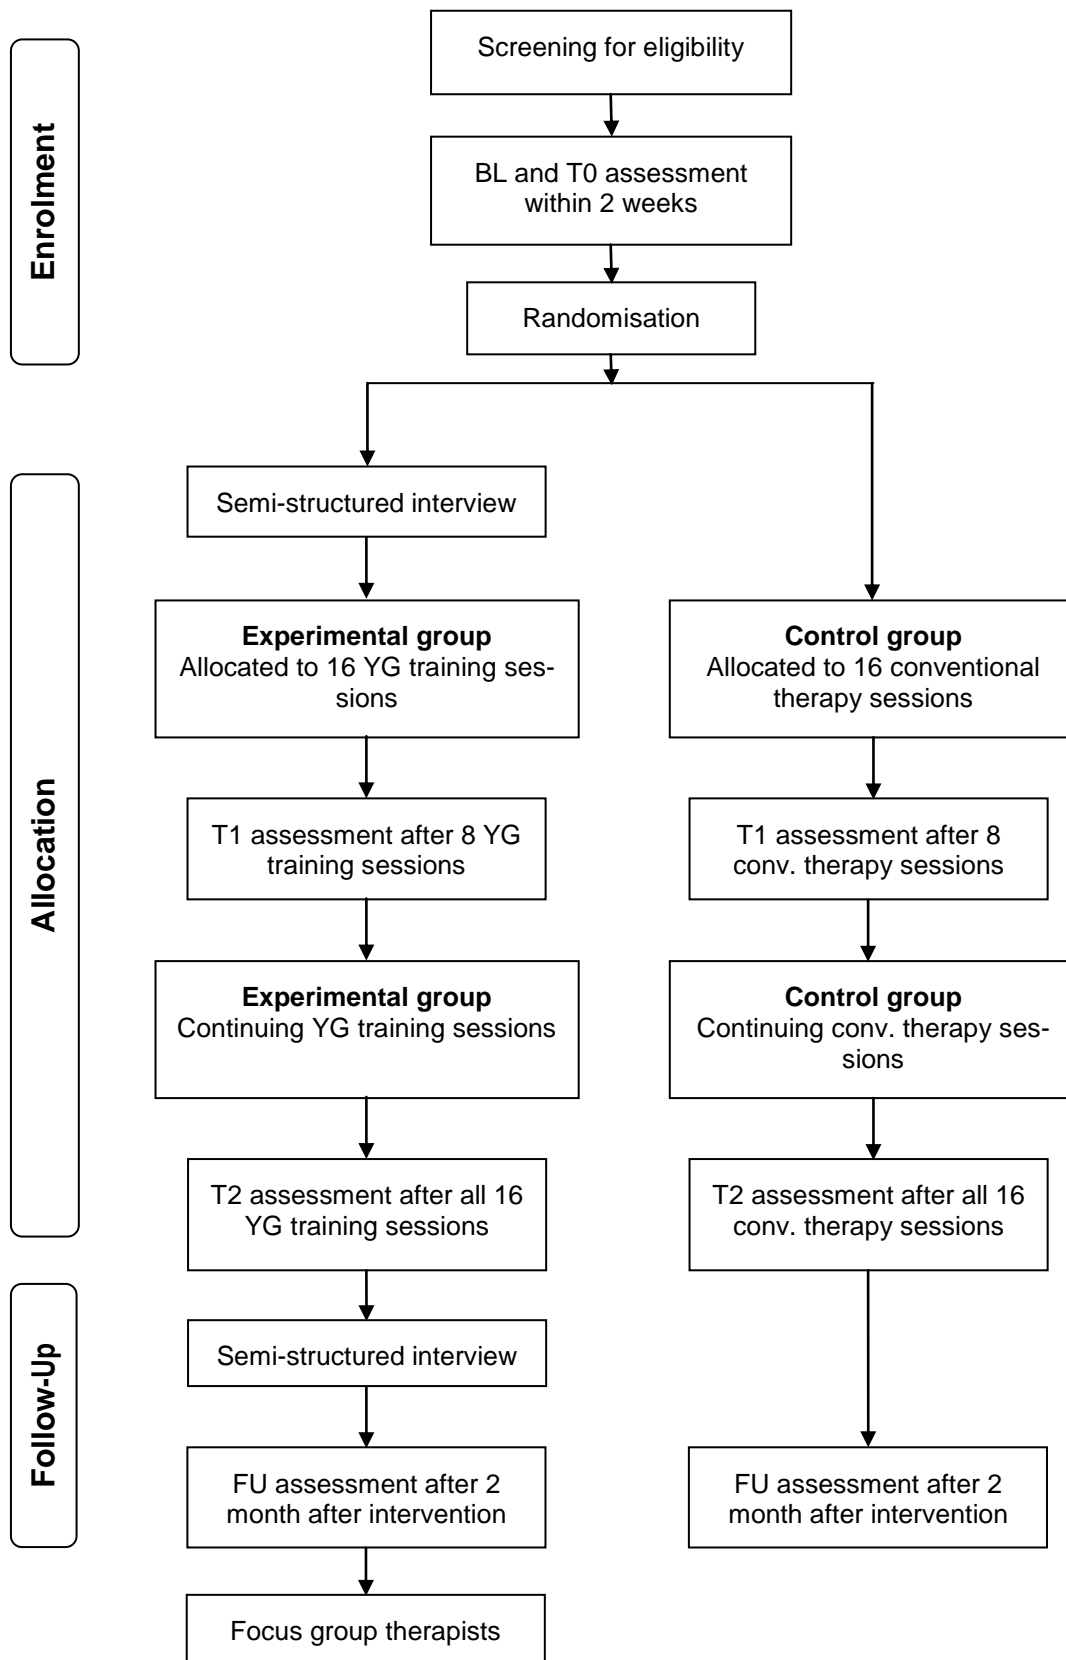 Enrolment
Screening for eligibility
BL and T0 assessment
within 2 weeks
Randomisation
Allocation
Semi-structured interview
Experimental group
Allocated to 16 YG training ses-
sions
Control group
Allocated to 16 conventional
therapy sessions
T1 assessment after 8 YG
training sessions
T1 assessment after 8
conv. therapy sessions
Experimental group
Continuing YG training sessions
Control group
Continuing conv. therapy ses-
sions
T2 assessment after all 16
YG training sessions
T2 assessment after all 16
conv. therapy sessions
Follow-Up
Semi-structured interview
FU assessment after 2
month after intervention
FU assessment after 2
month after intervention
Focus group therapists